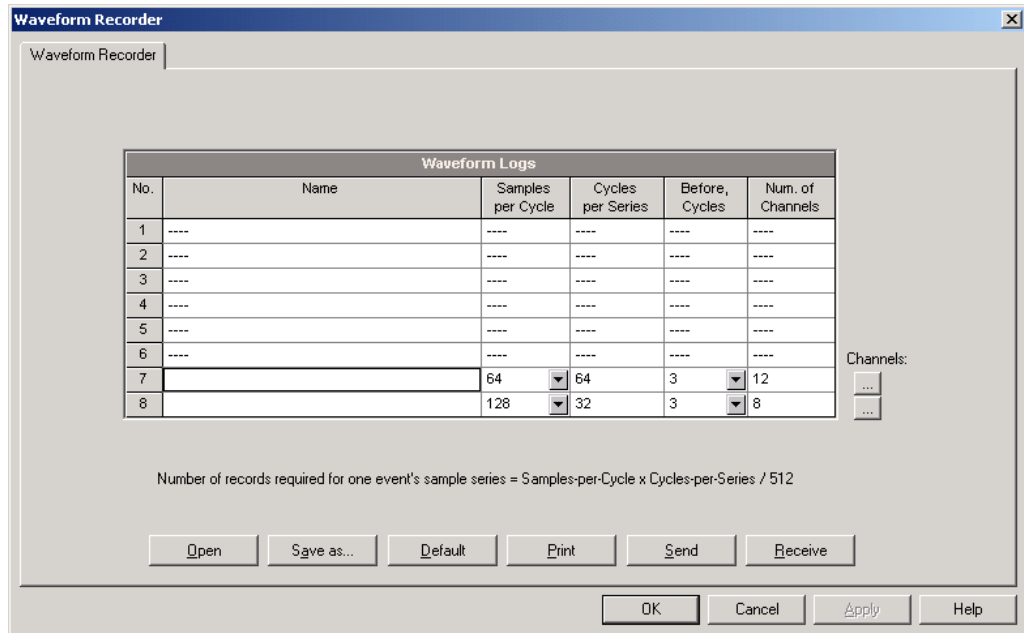 Waveform Recorder
Waveform Recorder
Waveform Logs
No. Name Samples per Cycle Cycles per Series Before, Cycles Num. of Channels
1 ---- ---- ---- ---- ----
2 ---- ---- ---- ---- ----
3 ---- ---- ---- ---- ----
4 ---- ---- ---- ---- ----
5 ---- ---- ---- ---- ----
6 ---- ---- ---- ---- ----
Channels:
7 64 64 3 12 ...
8 128 32 3 8 ...
Number of records required for one event's sample series = Samples-per-Cycle x Cycles-per-Series / 512
Open Save as... Default Print Send Receive
OK Cancel Apply Help